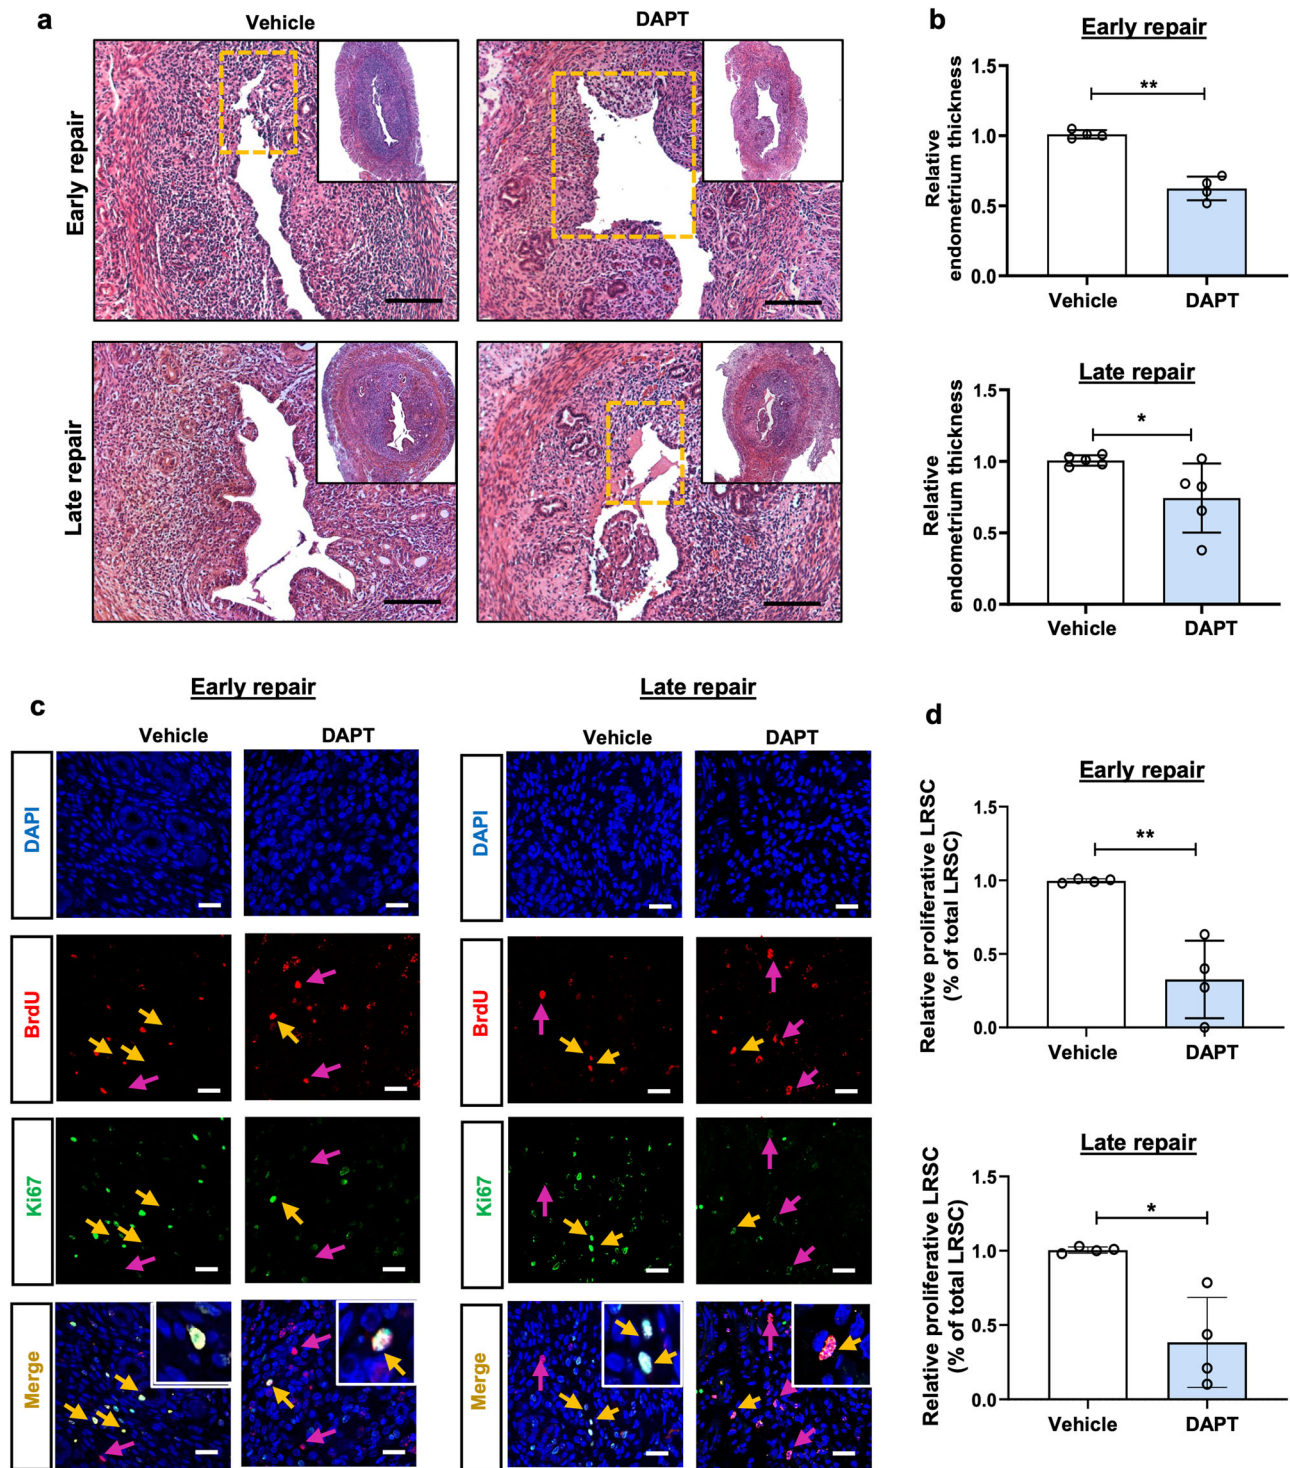 a
Vehicle
DAPT
Early repair
Late repair
b
Early repair
Relative
endometrium thickness
1.5
1.0
0.5
0.0
**
Vehicle
DAPT
Late repair
Relative
endometrium thickness
1.5
1.0
0.5
0.0
*
Vehicle
DAPT
c
Early repair
Late repair
Vehicle
DAPT
Vehicle
DAPT
DAPI
DAPI
BrdU
BrdU
Ki67
Ki67
Merge
Merge
d
Early repair
Relative proliferative LRSC
(% of total LRSC)
1.5
1.0
0.5
0.0
**
Vehicle
DAPT
Late repair
Relative proliferative LRSC
(% of total LRSC)
1.5
1.0
0.5
0.0
*
Vehicle
DAPT